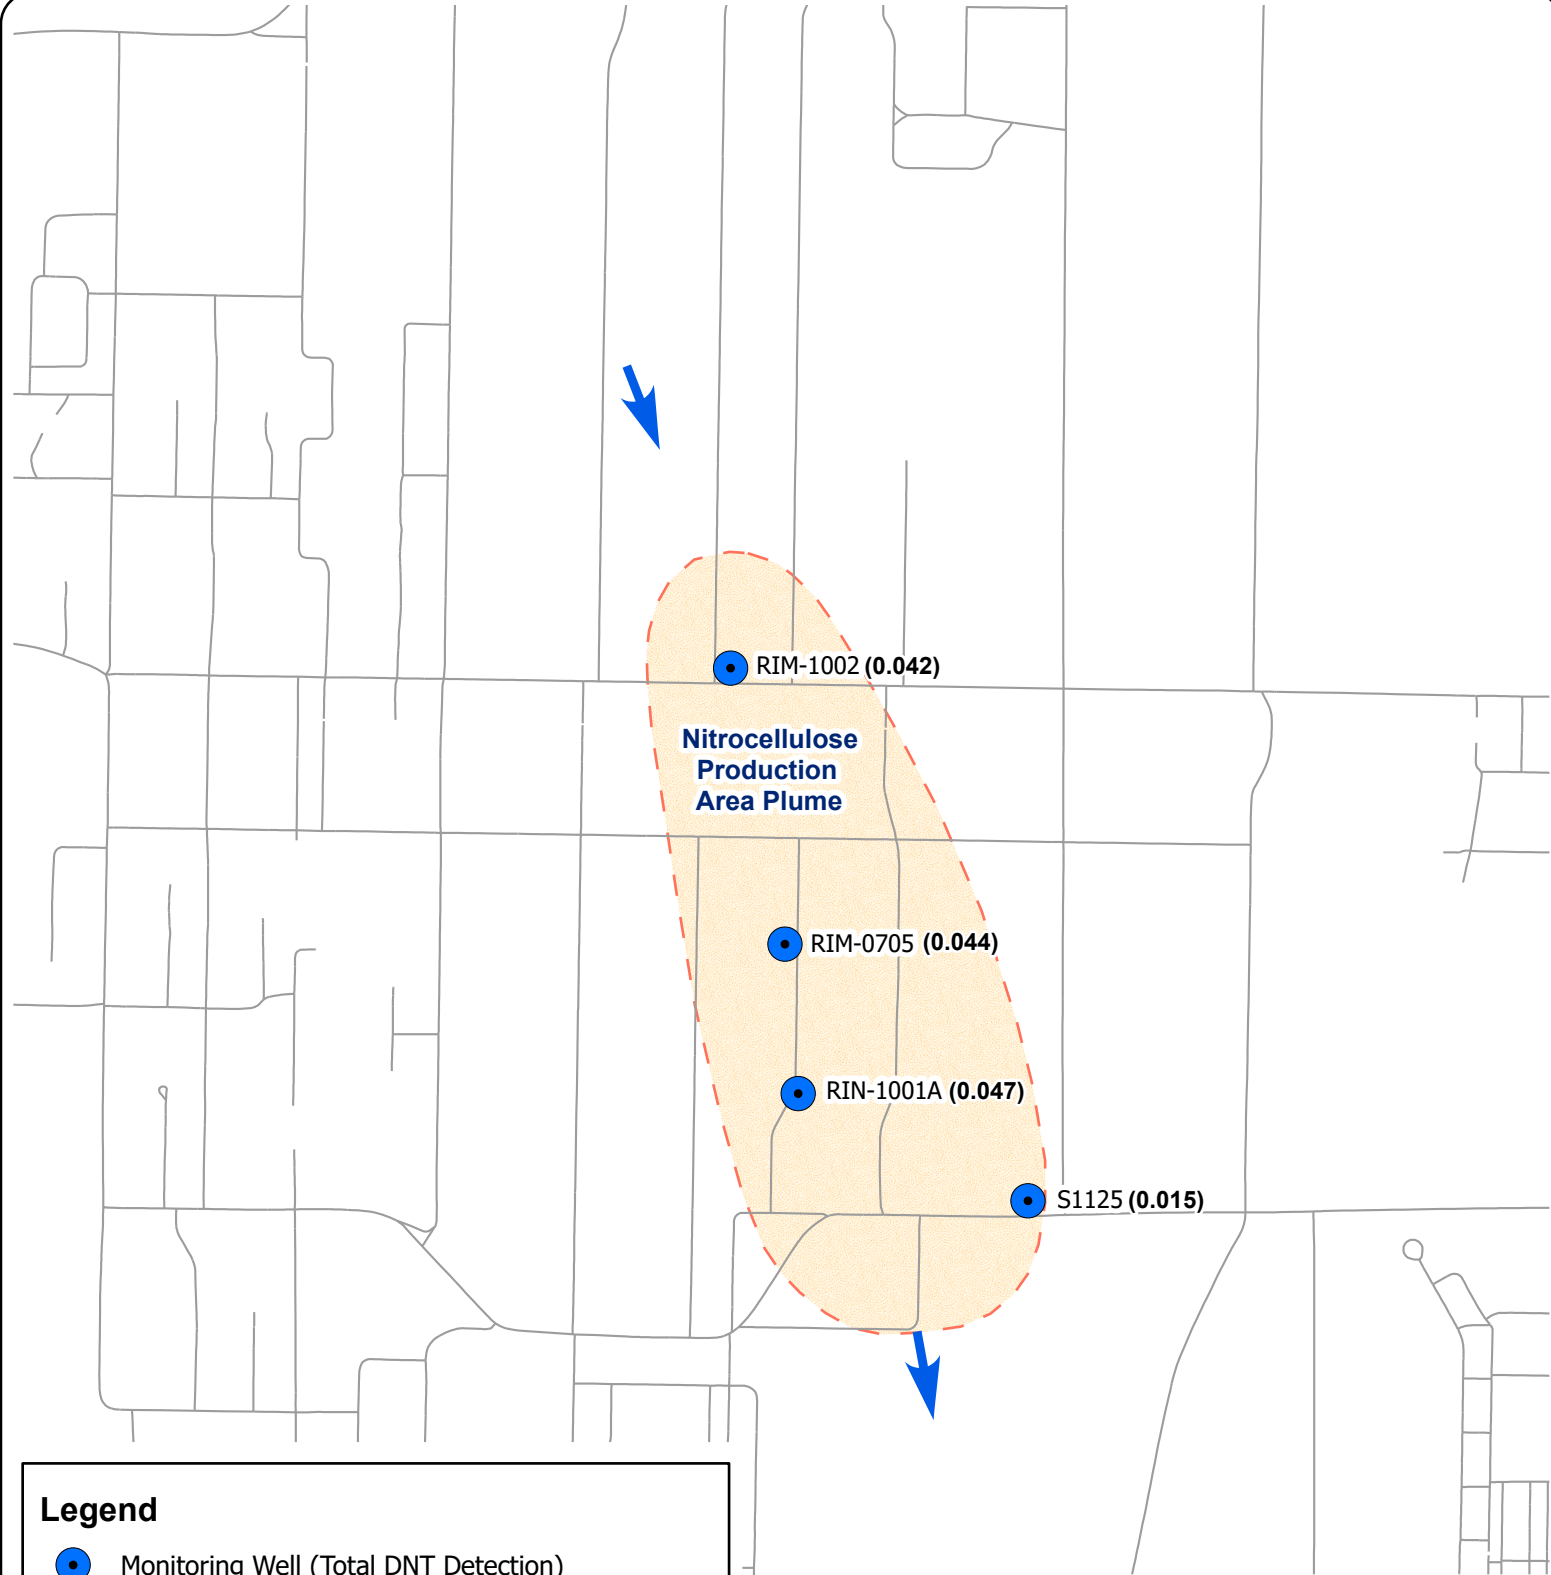 RIM-1002 (0.042)
Nitrocellulose
Production
Area Plume
RIM-0705 (0.044)
RIN-1001A (0.047)
S1125 (0.015)
Legend
Monitoring Well (Total DNT Detection)